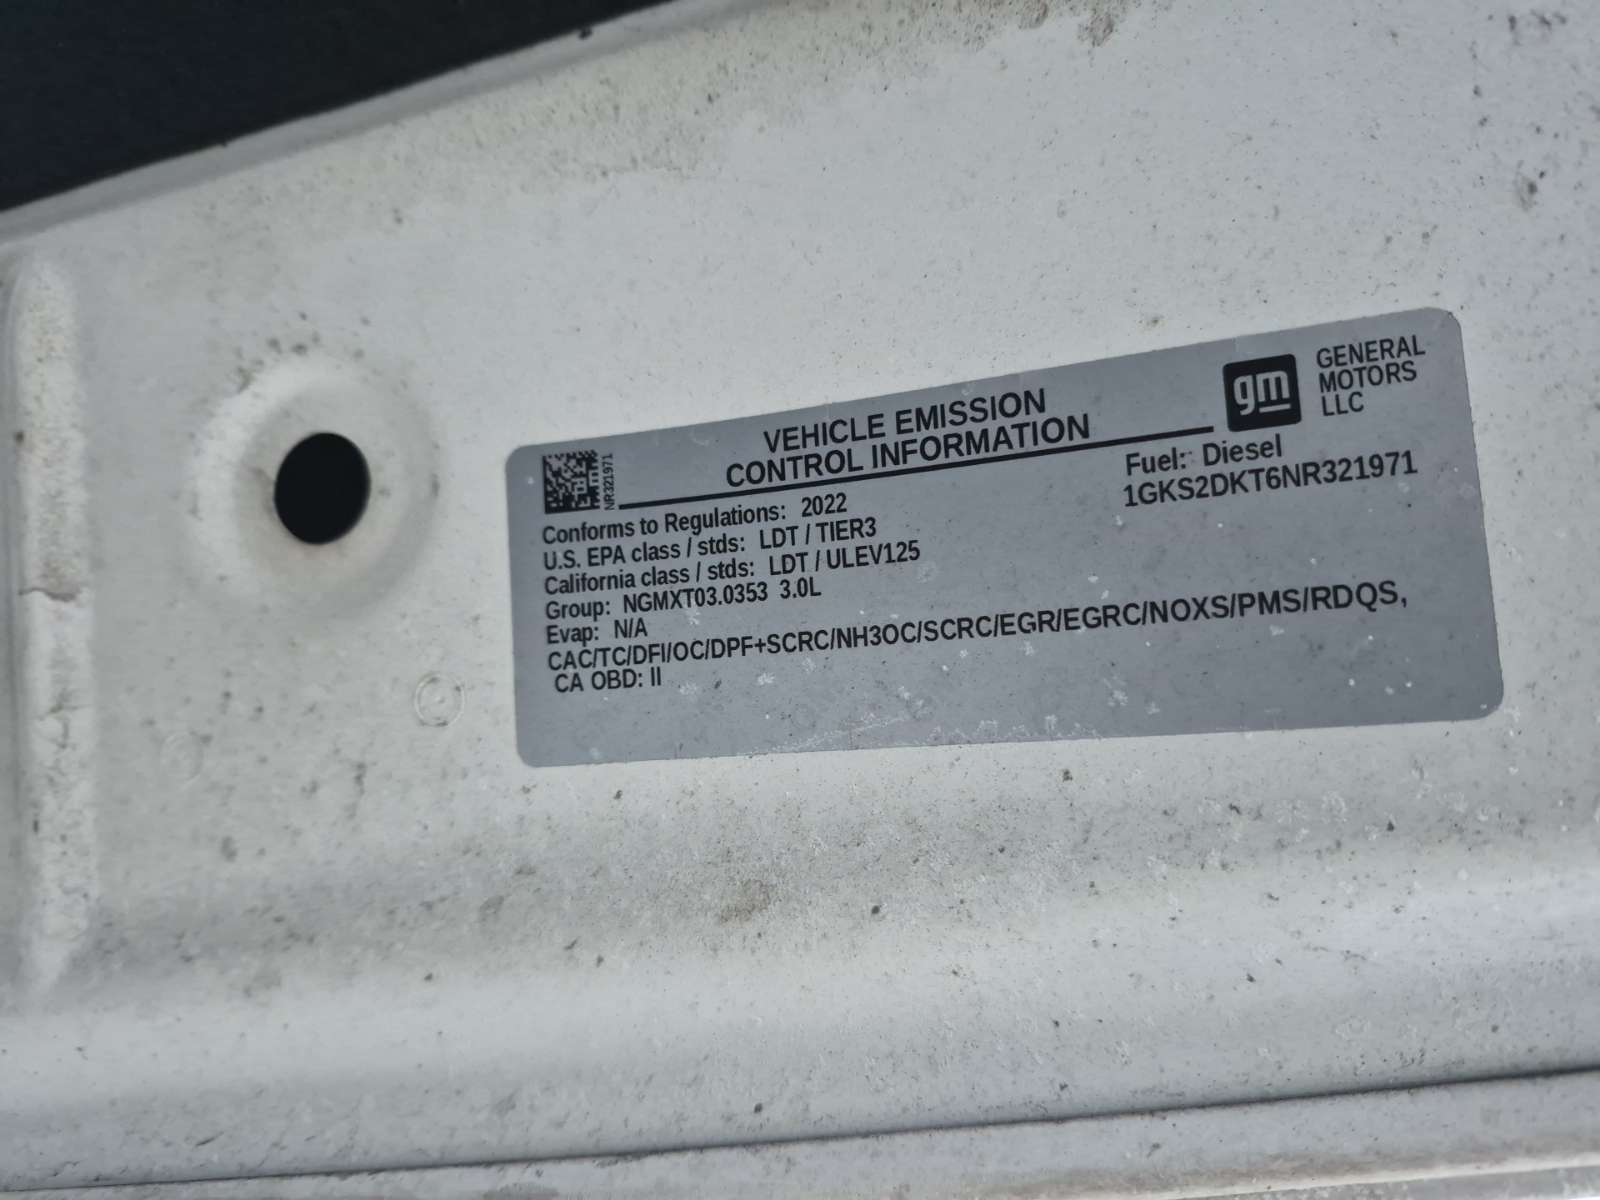 VEHICLE EMISSION
CONTROL INFORMATION
gm
GENERAL
MOTORS
LLC
NR321971
Fuel: Diesel
1GKS2DKT6NR321971
Conforms to Regulations: 2022
U.S. EPA class / stds: LDT / TIER3
California class / stds: LDT / ULEV125
Group: NGMXT03.0353 3.0L
Evap: N/A
CAC/TC/DFI/OC/DPF+SCRC/NH3OC/SCRC/EGR/EGRC/NOXS/PMS/RDQS,
CA OBD: II